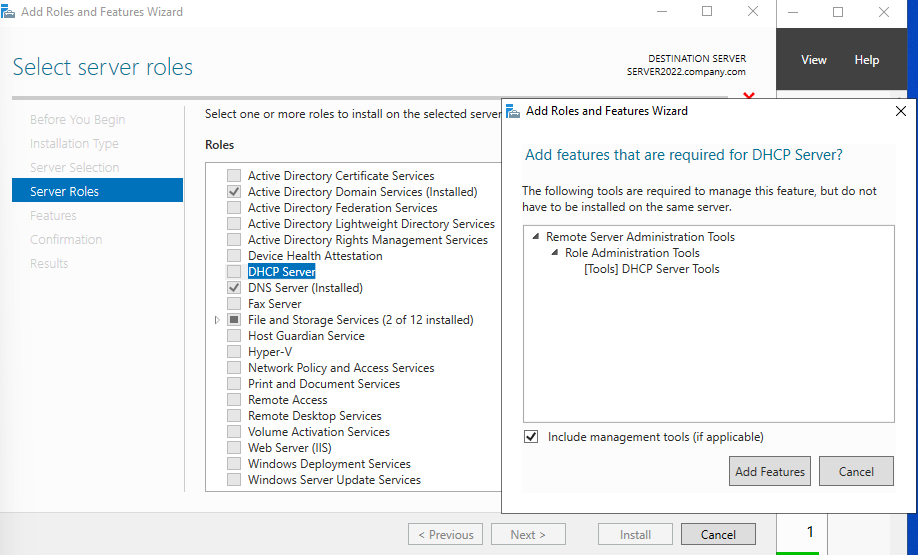 Add Roles and Features Wizard
Select server roles
DESTINATION SERVER
SERVER2022.company.com
View Help
Before You Begin
Installation Type
Server Selection
Server Roles
Features
Confirmation
Results
Select one or more roles to install on the selected server
Roles
Active Directory Certificate Services
Active Directory Domain Services (Installed)
Active Directory Federation Services
Active Directory Lightweight Directory Services
Active Directory Rights Management Services
Device Health Attestation
DHCP Server
DNS Server (Installed)
Fax Server
File and Storage Services (2 of 12 installed)
Host Guardian Service
Hyper-V
Network Policy and Access Services
Print and Document Services
Remote Access
Remote Desktop Services
Volume Activation Services
Web Server (IIS)
Windows Deployment Services
Windows Server Update Services
Add Roles and Features Wizard
Add features that are required for DHCP Server?
The following tools are required to manage this feature, but do not
have to be installed on the same server.
Remote Server Administration Tools
Role Administration Tools
[Tools] DHCP Server Tools
Include management tools (if applicable)
Add Features Cancel
< Previous Next > Install Cancel
1